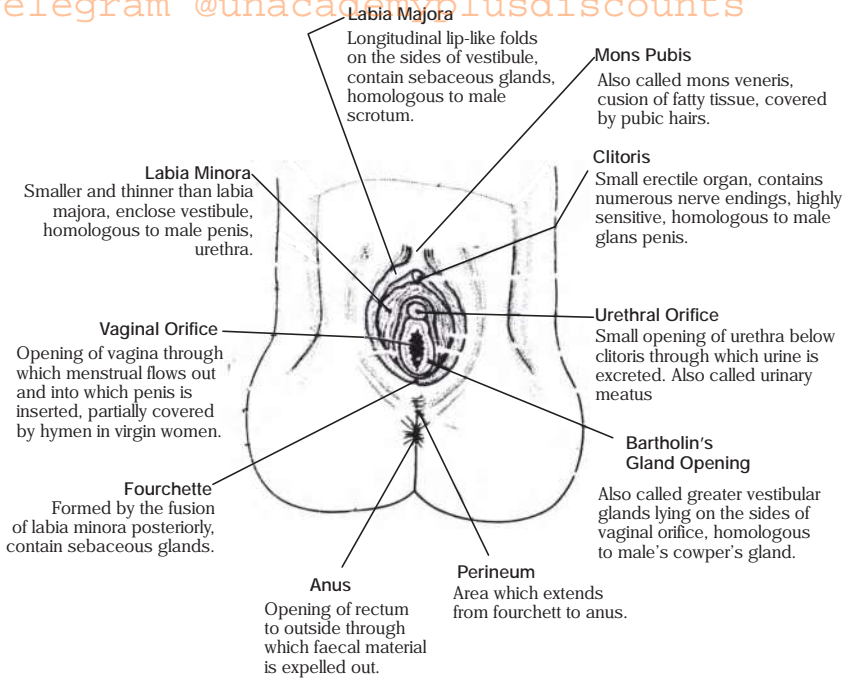 elegram @unacademyplusdiscounts
Labia Majora
Longitudinal lip-like folds
on the sides of vestibule,
contain sebaceous glands,
homologous to male
scrotum.
Mons Pubis
Also called mons veneris,
cusion of fatty tissue, covered
by pubic hairs.
Clitoris
Small erectile organ, contains
numerous nerve endings, highly
sensitive, homologous to male
glans penis.
Labia Minora
Smaller and thinner than labia
majora, enclose vestibule,
homologous to male penis,
urethra.
Urethral Orifice
Small opening of urethra below
clitoris through which urine is
excreted. Also called urinary
meatus
Vaginal Orifice
Opening of vagina through
which menstrual flows out
and into which penis is
inserted, partially covered
by hymen in virgin women.
Bartholin's
Gland Opening
Also called greater vestibular
glands lying on the sides of
vaginal orifice, homologous
to male's cowper's gland.
Fourchette
Formed by the fusion
of labia minora posteriorly,
contain sebaceous glands.
Anus
Opening of rectum
to outside through
which faecal material
is expelled out.
Perineum
Area which extends
from fourchett to anus.